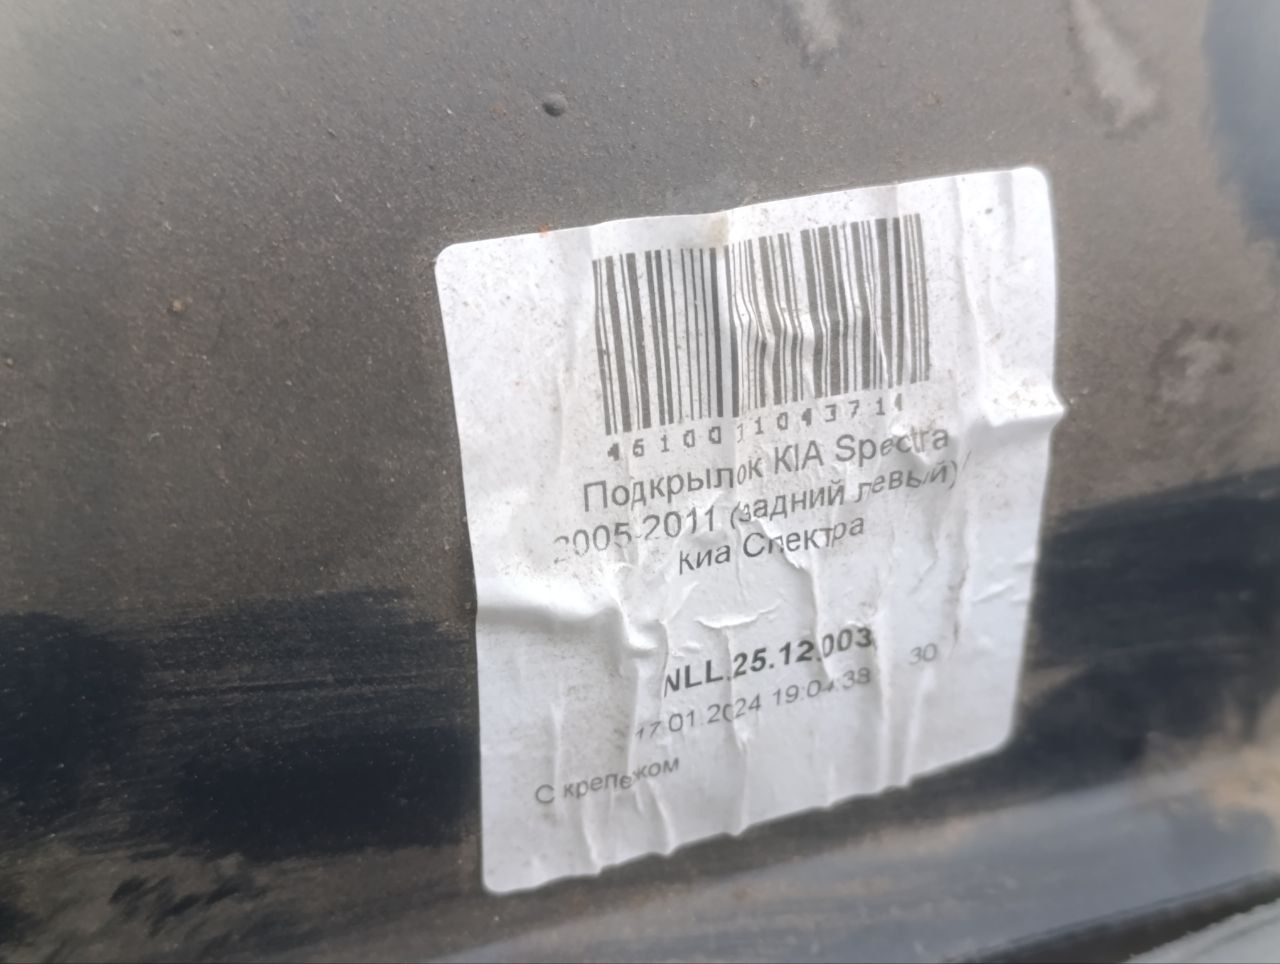 4610011043714
Подкрылок KIA Spectra
2005-2011 (задний левый)/
Киа Спектра
NLL.25.12.003
17.01.2024 19:04:38 30
С крепежом